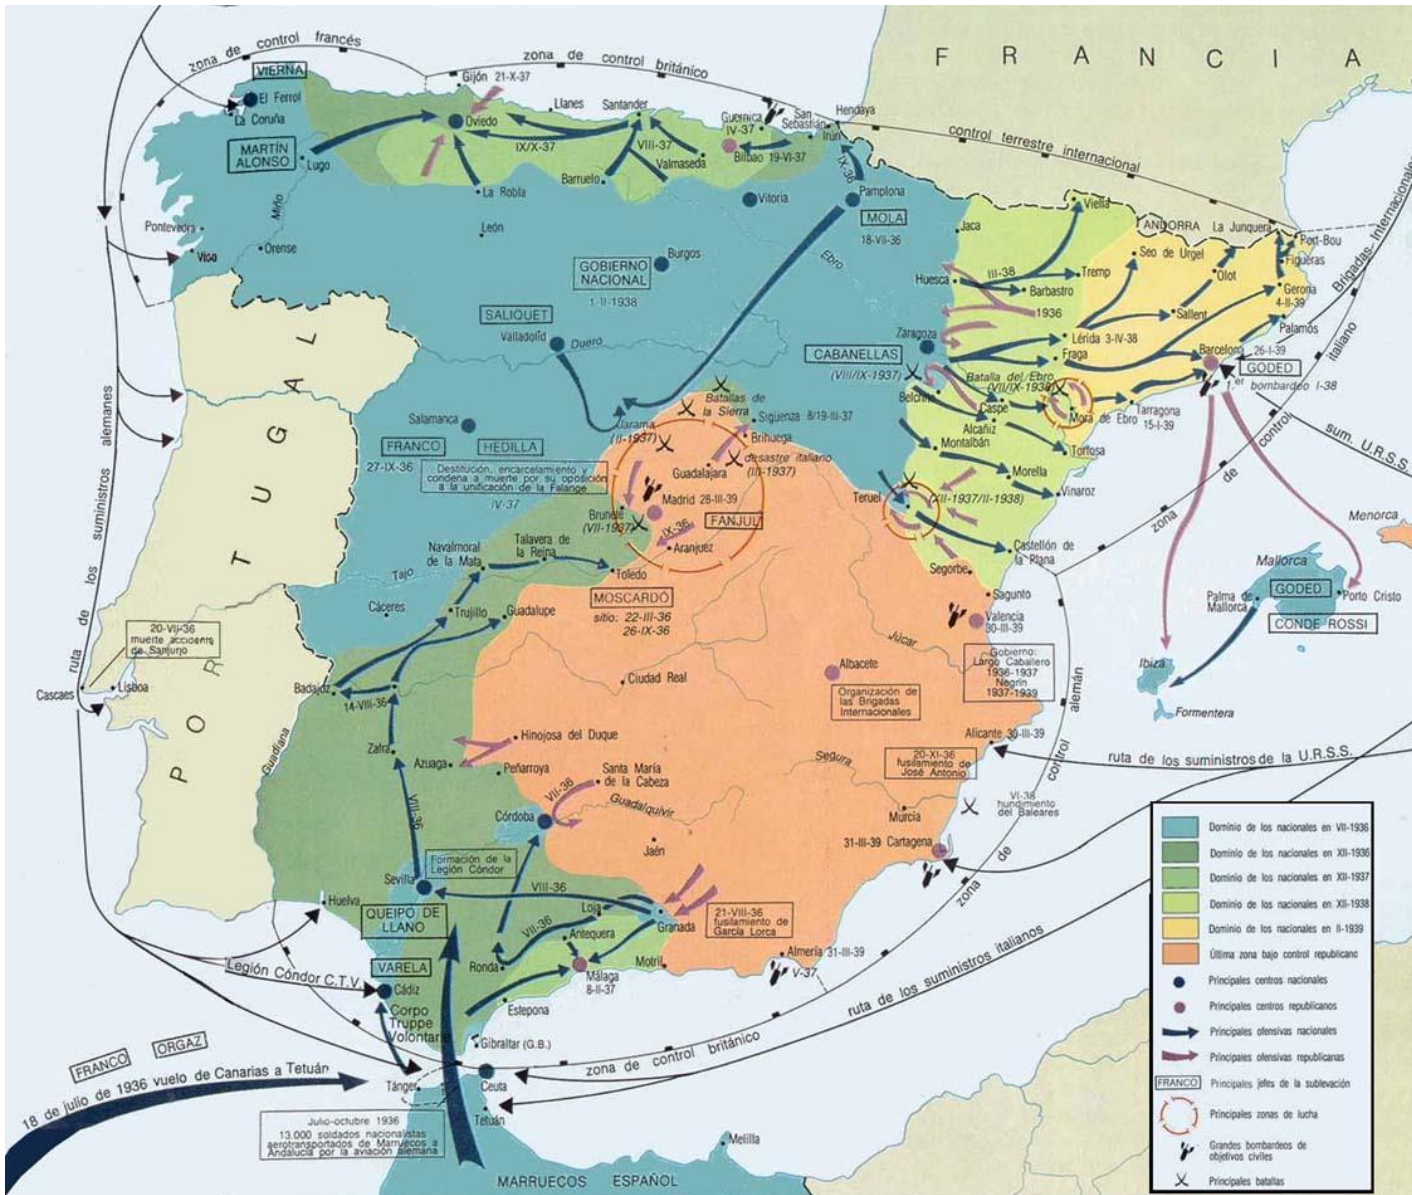 F R A N C I A
zona de control francés
zona de control británico
control terrestre internacional
Brigadas Internacionales
VIERNA
El Ferrol
La Coruña
MARTÍN
ALONSO
Lugo
Miño
Pontevedra
Vigo
Orense
Gijón 21-X-37
Oviedo
Llanes
Santander
IX/X-37
VIII-37
Valmaseda
Barruelo
La Robla
León
Guernica
IV-37
Bilbao 19-VI-37
San
Sebastián
Hendaya
Irún
IX-36
Pamplona
Vitoria
MOLA
18-VII-36
Ebro
Burgos
GOBIERNO
NACIONAL
1-II-1938
SALIQUET
Valladolid
Duero
Jaca
Huesca
III-38
Barbastro
Tremp
Viella
ANDORRA
Seo de Urgel
La Junquera
Port-Bou
Figueras
Olot
Gerona
4-II-39
Sallent
Palamós
1936
Zaragoza
Lérida 3-IV-38
Fraga
Barcelona
26-I-39
GODED
1.er bombardeo I-38
CABANELLAS
(VIII/IX-1937)
Batalla del Ebro
(VII/IX-1938)
Belchite
Caspe
Alcañiz
Mora de Ebro
Tarragona
15-I-39
Montalbán
Tortosa
Morella
Vinaroz
Teruel
(XII-1937/II-1938)
Castellón de
la Plana
Segorbe
Sagunto
Valencia
30-III-39
zona de control italiano
sum. U.R.S.S.
Menorca
Mallorca
Palma de
Mallorca
GODED
Porto Cristo
CONDE ROSSI
Ibiza
Formentera
Salamanca
FRANCO
27-IX-36
HEDILLA
Destitución, encarcelamiento y
condena a muerte por su oposición
a la unificación de la Falange
IV-37
Batallas de
la Sierra
Jarama
(II-1937)
Sigüenza 8/19-III-37
Brihuega
desastre italiano
(III-1937)
Guadalajara
Madrid 28-III-39
Brunete
(VII-1937)
FANJUL
IX-36
Aranjuez
Talavera de
la Reina
Navalmoral
de la Mata
Toledo
MOSCARDÓ
sitio: 22-III-36
26-IX-36
Tajo
Cáceres
Trujillo
Guadalupe
P O R T U G A L
ruta de los suministros alemanes
20-VII-36
muerte accidente
de Sanjurjo
Cascaes
Lisboa
Badajoz
14-VIII-36
Guadiana
Zafra
Azuaga
Hinojosa del Duque
Peñarroya
Ciudad Real
Santa María
de la Cabeza
VII-36
Guadalquivir
Córdoba
Jaén
Júcar
Albacete
Organización de
las Brigadas
Internacionales
Gobierno:
Largo Caballero
1936-1937
Negrín
1937-1939
zona de control alemán
Alicante 30-III-39
20-XI-36
fusilamiento de
José Antonio
Segura
Murcia
31-III-39 Cartagena
VI-38
hundimiento
del Baleares
ruta de los suministros de la U.R.S.S.
VIII-36
Formación de la
Legión Cóndor
Sevilla
VIII-36
Huelva
QUEIPO DE
LLANO
Loja
Granada
21-VIII-36
fusilamiento de
García Lorca
VII-36
Antequera
Ronda
Málaga
8-II-37
Motril
Almería 31-III-39
V-37
VARELA
Cádiz
Legión Cóndor C.T.V.
Corpo
Truppe
Volontarie
Estepona
Gibraltar (G.B.)
zona de control británico
ruta de los suministros italianos
FRANCO
ORGAZ
18 de julio de 1936 vuelo de Canarias a Tetuán
Tánger
Ceuta
Tetuán
Melilla
Julio-octubre 1936
13.000 soldados nacionalistas
aerotransportados de Marruecos a
Andalucía por la aviación alemana
MARRUECOS ESPAÑOL
Dominio de los nacionales en VII-1936
Dominio de los nacionales en XII-1936
Dominio de los nacionales en XII-1937
Dominio de los nacionales en XII-1938
Dominio de los nacionales en II-1939
Última zona bajo control republicano
Principales centros nacionales
Principales centros republicanos
Principales ofensivas nacionales
Principales ofensivas republicanas
FRANCO Principales jefes de la sublevación
Principales zonas de lucha
Grandes bombardeos de
objetivos civiles
Principales batallas